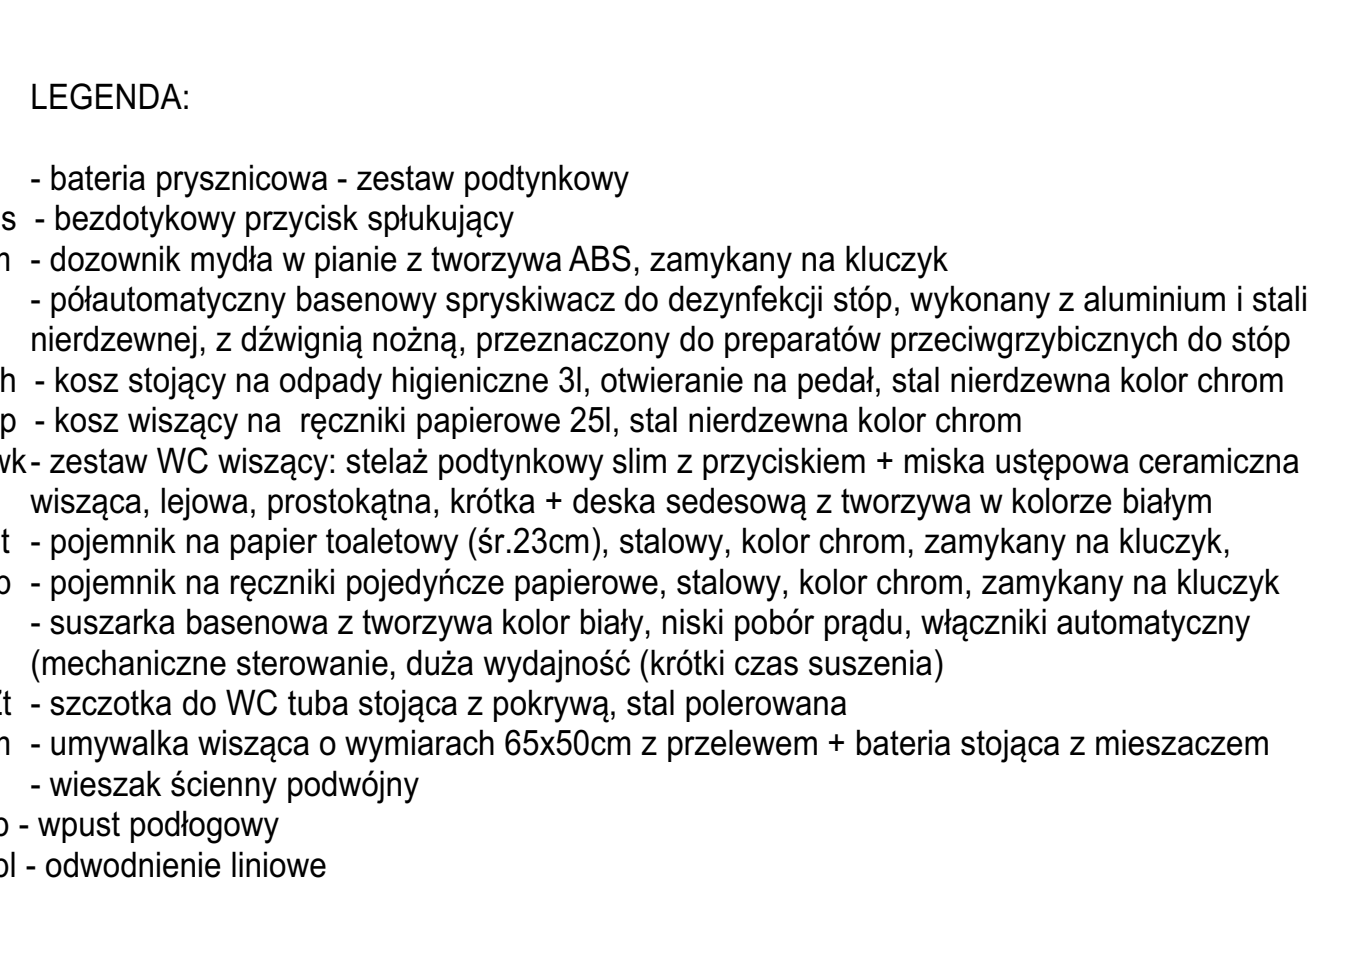 LEGENDA:
- bateria prysznicowa - zestaw podtynkowy
s - bezdotykowy przycisk spłukujący
- dozownik mydła w pianie z tworzywa ABS, zamykany na kluczyk
- półautomatyczny basenowy spryskiwacz do dezynfekcji stóp, wykonany z aluminium i stali
nierdzewnej, z dźwignią nożną, przeznaczony do preparatów przeciwgrzybicznych do stóp
h - kosz stojący na odpady higieniczne 3l, otwieranie na pedał, stal nierdzewna kolor chrom
p - kosz wiszący na  ręczniki papierowe 25l, stal nierdzewna kolor chrom
wk- zestaw WC wiszący: stelaż podtynkowy slim z przyciskiem + miska ustępowa ceramiczna
wisząca, lejowa, prostokątna, krótka + deska sedesową z tworzywa w kolorze białym
t - pojemnik na papier toaletowy (śr.23cm), stalowy, kolor chrom, zamykany na kluczyk,
- pojemnik na ręczniki pojedyńcze papierowe, stalowy, kolor chrom, zamykany na kluczyk
- suszarka basenowa z tworzywa kolor biały, niski pobór prądu, włączniki automatyczny
(mechaniczne sterowanie, duża wydajność (krótki czas suszenia)
t - szczotka do WC tuba stojąca z pokrywą, stal polerowana
- umywalka wisząca o wymiarach 65x50cm z przelewem + bateria stojąca z mieszaczem
- wieszak ścienny podwójny
- wpust podłogowy
ol - odwodnienie liniowe